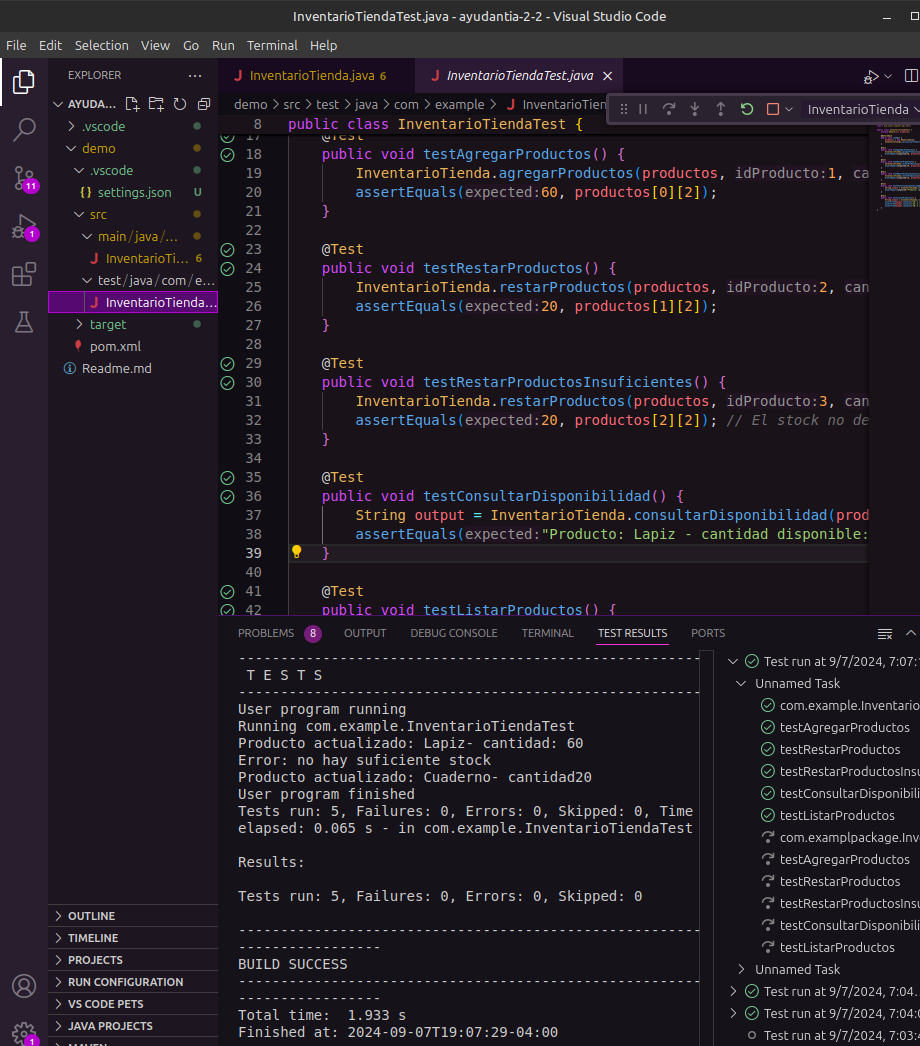 InventarioTiendaTest.java - ayudantia-2-2 - Visual Studio Code
File Edit Selection View Go Run Terminal Help
EXPLORER
AYUDA...
.vscode
demo
.vscode
settings.json U
src
main/java/...
InventarioTi... 6
test/java/com/e...
InventarioTienda...
target
pom.xml
Readme.md
OUTLINE
TIMELINE
PROJECTS
RUN CONFIGURATION
VS CODE PETS
JAVA PROJECTS
MAVEN
11
1
1
InventarioTienda.java 6
InventarioTiendaTest.java
demo > src > test > java > com > example > InventarioTien
InventarioTienda
8 public class InventarioTiendaTest {
17 @Test
18 public void testAgregarProductos() {
19 InventarioTienda.agregarProductos(productos, idProducto:1, ca
20 assertEquals(expected:60, productos[0][2]);
21 }
22
23 @Test
24 public void testRestarProductos() {
25 InventarioTienda.restarProductos(productos, idProducto:2, can
26 assertEquals(expected:20, productos[1][2]);
27 }
28
29 @Test
30 public void testRestarProductosInsuficientes() {
31 InventarioTienda.restarProductos(productos, idProducto:3, can
32 assertEquals(expected:20, productos[2][2]); // El stock no de
33 }
34
35 @Test
36 public void testConsultarDisponibilidad() {
37 String output = InventarioTienda.consultarDisponibilidad(prod
38 assertEquals(expected:"Producto: Lapiz - cantidad disponible:
39 }
40
41 @Test
42 public void testListarProductos() {
PROBLEMS 8 OUTPUT DEBUG CONSOLE TERMINAL TEST RESULTS PORTS
-------------------------------------------------------
T E S T S
-------------------------------------------------------
User program running
Running com.example.InventarioTiendaTest
Producto actualizado: Lapiz- cantidad: 60
Error: no hay suficiente stock
Producto actualizado: Cuaderno- cantidad20
User program finished
Tests run: 5, Failures: 0, Errors: 0, Skipped: 0, Time
elapsed: 0.065 s - in com.example.InventarioTiendaTest
Results:
Tests run: 5, Failures: 0, Errors: 0, Skipped: 0
-------------------------------------------------------
-----------------
BUILD SUCCESS
-------------------------------------------------------
-----------------
Total time:  1.933 s
Finished at: 2024-09-07T19:07:29-04:00
Test run at 9/7/2024, 7:07:
Unnamed Task
com.example.Inventario
testAgregarProductos
testRestarProductos
testRestarProductosInsu
testConsultarDisponibili
testListarProductos
com.examplpackage.Inve
testAgregarProductos
testRestarProductos
testRestarProductosInsu
testConsultarDisponibili
testListarProductos
Unnamed Task
Test run at 9/7/2024, 7:04:
Test run at 9/7/2024, 7:04:0
Test run at 9/7/2024, 7:03:4